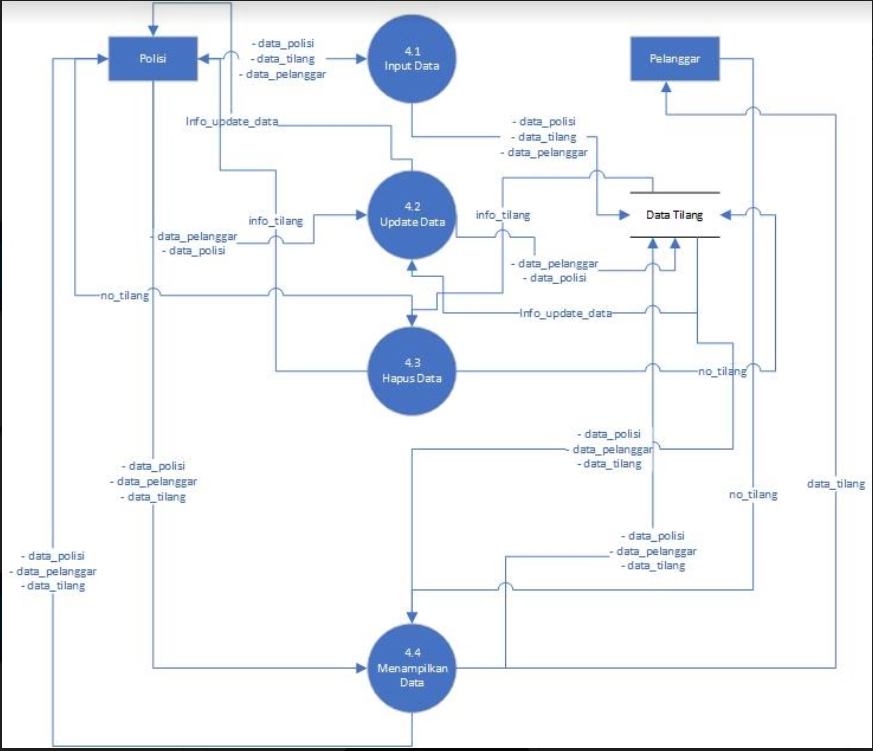 Polisi
- data_polisi
- data_tilang
- data_pelanggar
4.1
Input Data
Pelanggar
Info_update_data
- data_polisi
- data_tilang
- data_pelanggar
4.2
Update Data
info_tilang
info_tilang
Data Tilang
- data_pelanggar
- data_polisi
- data_pelanggar
- data_polisi
no_tilang
Info_update_data
4.3
Hapus Data
no_tilang
- data_polisi
- data_pelanggar
- data_tilang
- data_polisi
- data_pelanggar
- data_tilang
no_tilang
data_tilang
- data_polisi
- data_pelanggar
- data_tilang
- data_polisi
- data_pelanggar
- data_tilang
4.4
Menampilkan
Data